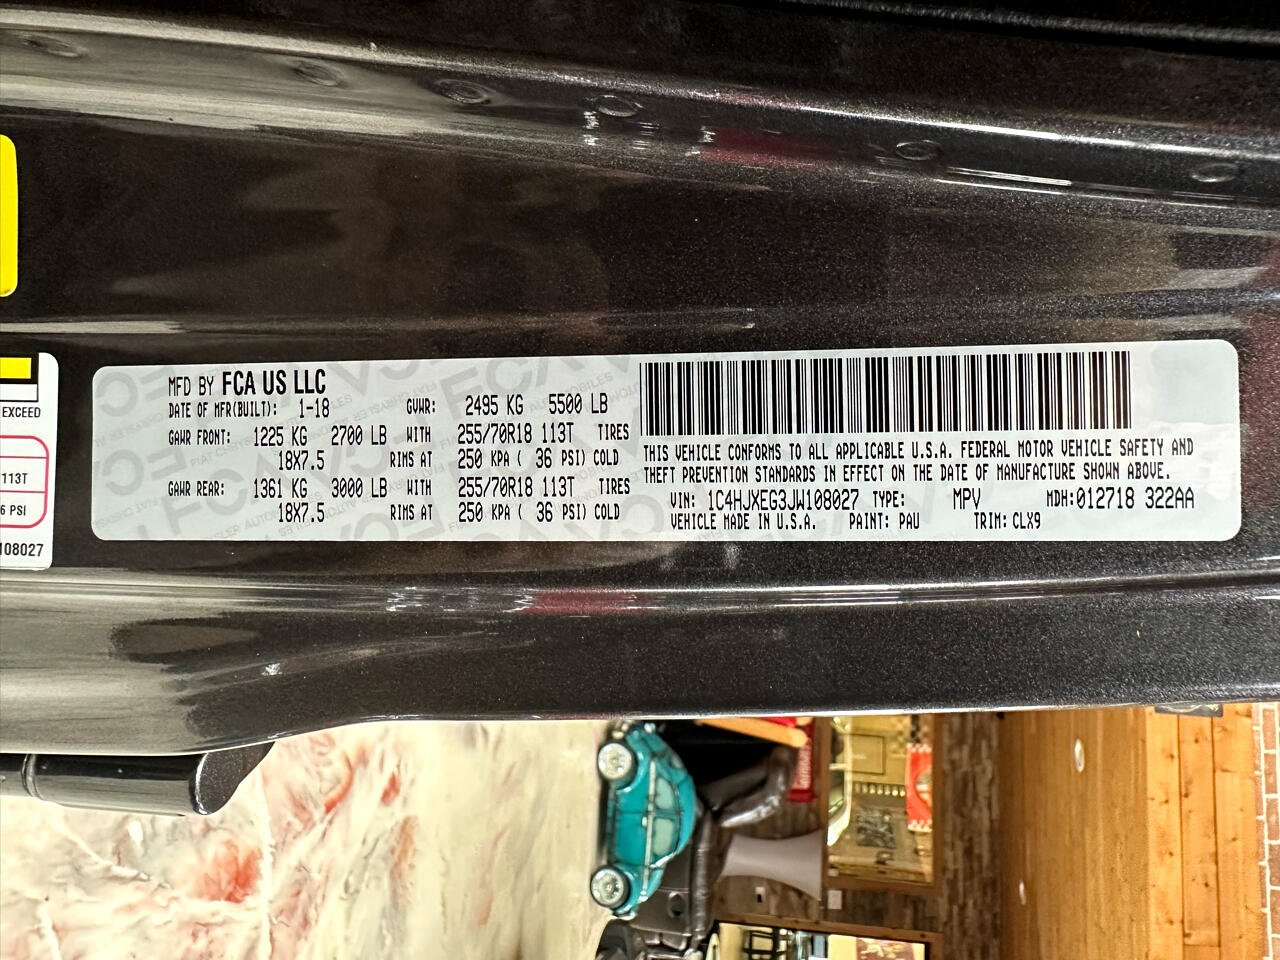 MFD BY FCA US LLC
DATE OF MFR(BUILT): 1-18 GVWR: 2495 KG 5500 LB
GAWR FRONT: 1225 KG 2700 LB WITH 255/70R18 113T TIRES
18X7.5 RIMS AT 250 KPA ( 36 PSI) COLD
GAWR REAR: 1361 KG 3000 LB WITH 255/70R18 113T TIRES
18X7.5 RIMS AT 250 KPA ( 36 PSI) COLD
THIS VEHICLE CONFORMS TO ALL APPLICABLE U.S.A. FEDERAL MOTOR VEHICLE SAFETY AND
THEFT PREVENTION STANDARDS IN EFFECT ON THE DATE OF MANUFACTURE SHOWN ABOVE.
VIN: 1C4HJXEG3JW108027 TYPE: MPV MDH:012718 322AA
VEHICLE MADE IN U.S.A. PAINT: PAU TRIM: CLX9
EXCEED
113T
6 PSI
108027